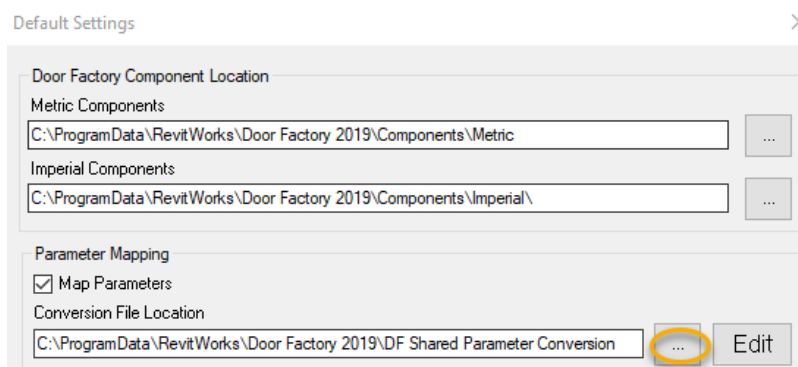 Default Settings
Door Factory Component Location
Metric Components
C:\ProgramData\RevitWorks\Door Factory 2019\Components\Metric
...
Imperial Components
C:\ProgramData\RevitWorks\Door Factory 2019\Components\Imperial\
...
Parameter Mapping
Map Parameters
Conversion File Location
C:\ProgramData\RevitWorks\Door Factory 2019\DF Shared Parameter Conversion
... Edit